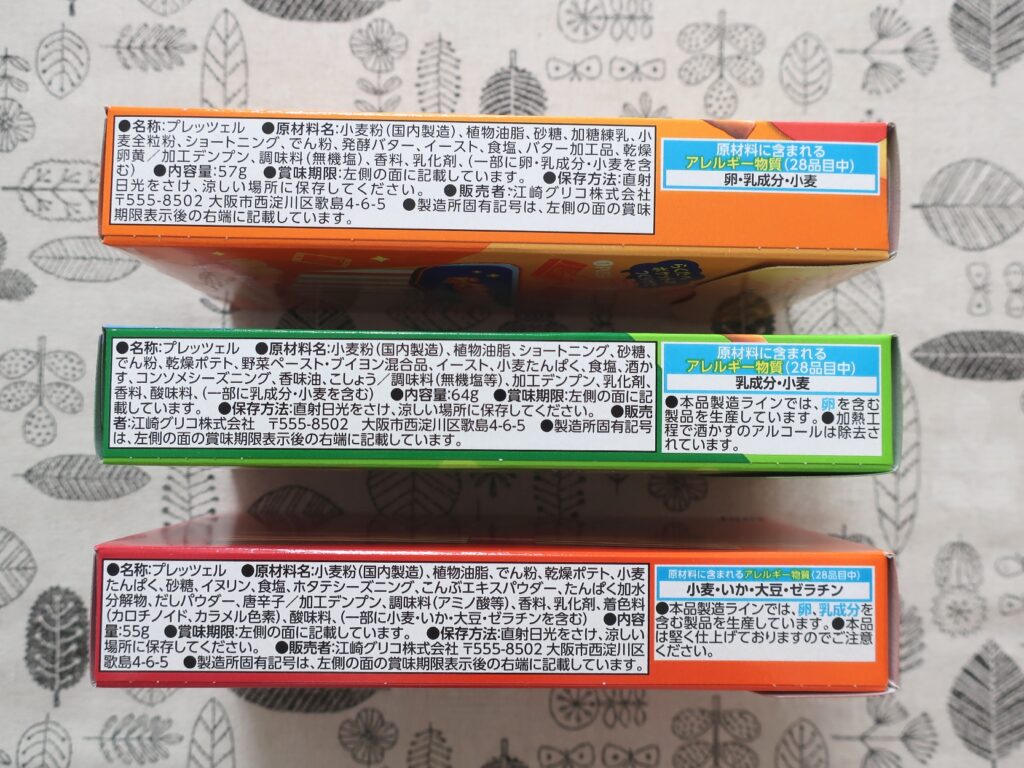 ●名称:プレッツェル ●原材料名:小麦粉(国内製造)、植物油脂、砂糖、加糖練乳、小
麦全粒粉、ショートニング、でん粉、発酵バター、イースト、食塩、バター加工品、乾燥
卵黄/加工デンプン、調味料(無機塩)、香料、乳化剤、(一部に卵・乳成分・小麦を含
む) ●内容量:57g ●賞味期限:左側の面に記載しています。 ●保存方法:直射
日光をさけ、涼しい場所に保存してください。 ●販売者:江崎グリコ株式会社
〒555-8502 大阪市西淀川区歌島4-6-5 ●製造所固有記号は、左側の面の賞味
期限表示後の右端に記載しています。
原材料に含まれる
アレルギー物質(28品目中)
卵・乳成分・小麦
●名称:プレッツェル ●原材料名:小麦粉(国内製造)、植物油脂、ショートニング、砂糖、
でん粉、乾燥ポテト、野菜ペースト・ブイヨン混合品、イースト、小麦たんぱく、食塩、酒か
す、コンソメシーズニング、香味油、こしょう/調味料(無機塩等)、加工デンプン、乳化剤、
香料、酸味料、(一部に乳成分・小麦を含む) ●内容量:64g ●賞味期限:左側の面に記
載しています。 ●保存方法:直射日光をさけ、涼しい場所に保存してください。 ●販売
者:江崎グリコ株式会社 〒555-8502 大阪市西淀川区歌島4-6-5 ●製造所固有記号
は、左側の面の賞味期限表示後の右端に記載しています。
原材料に含まれる
アレルギー物質(28品目中)
乳成分・小麦
●本品製造ラインでは、卵を含む
製品を生産しています。●加熱工
程で酒かすのアルコールは除去さ
れています。
●名称:プレッツェル ●原材料名:小麦粉(国内製造)、植物油脂、でん粉、乾燥ポテト、小麦
たんぱく、砂糖、イヌリン、食塩、ホタテシーズニング、こんぶエキスパウダー、たんぱく加水
分解物、だしパウダー、唐辛子/加工デンプン、調味料(アミノ酸等)、香料、乳化剤、着色料
(カロチノイド、カラメル色素)、酸味料、(一部に小麦・いか・大豆・ゼラチンを含む) ●内容
量:55g ●賞味期限:左側の面に記載しています。 ●保存方法:直射日光をさけ、涼しい
場所に保存してください。 ●販売者:江崎グリコ株式会社 〒555-8502 大阪市西淀川区
歌島4-6-5 ●製造所固有記号は、左側の面の賞味期限表示後の右端に記載しています。
原材料に含まれるアレルギー物質(28品目中)
小麦・いか・大豆・ゼラチン
●本品製造ラインでは、卵、乳成分を
含む製品を生産しています。●本品
は堅く仕上げておりますのでご注意
ください。